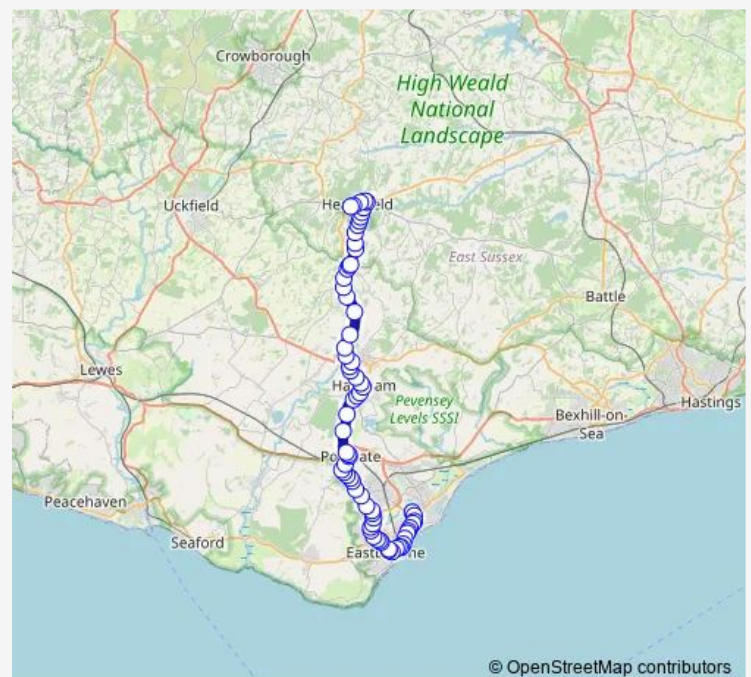 Crowborough
High Weald
National
Landscape
Uckfield
East Sussex
Battle
Lewes
Pevensey
Levels SSSI
Hastings
Bexhill-on-
Sea
Peacehaven
Seaford
© OpenStreetMap contributors